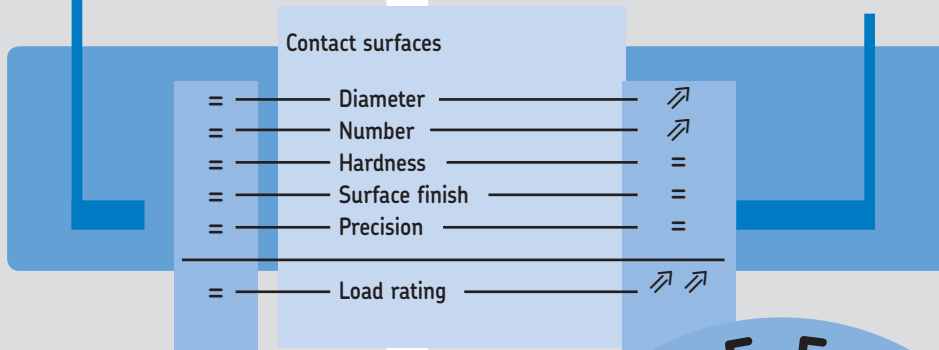 Contact surfaces
= Diameter ⇗
= Number ⇗
= Hardness =
= Surface finish =
= Precision =
= Load rating ⇗ ⇗